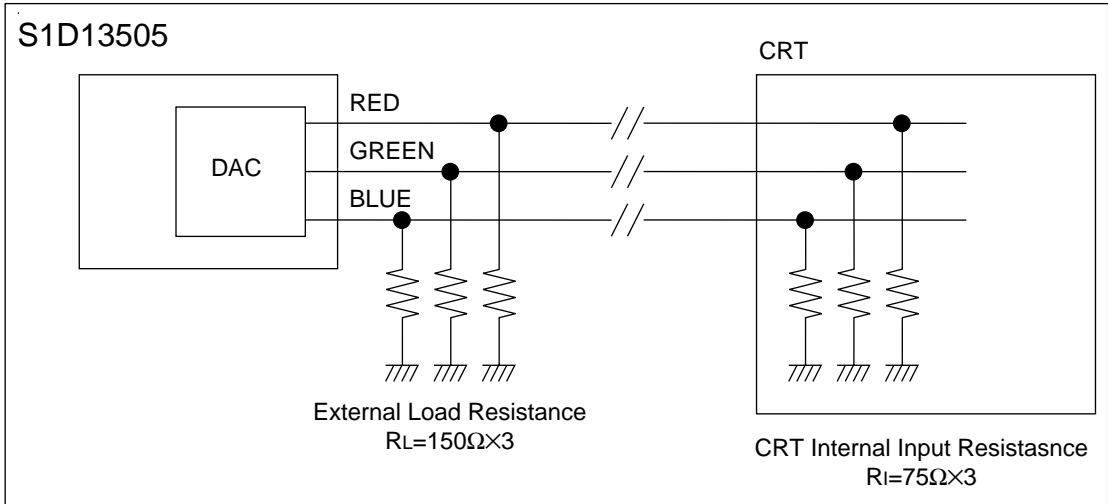 S1D13505
CRT
RED
GREEN
DAC
BLUE
External Load Resistance
RL=150Ω×3
CRT Internal Input Resistasnce
RI=75Ω×3